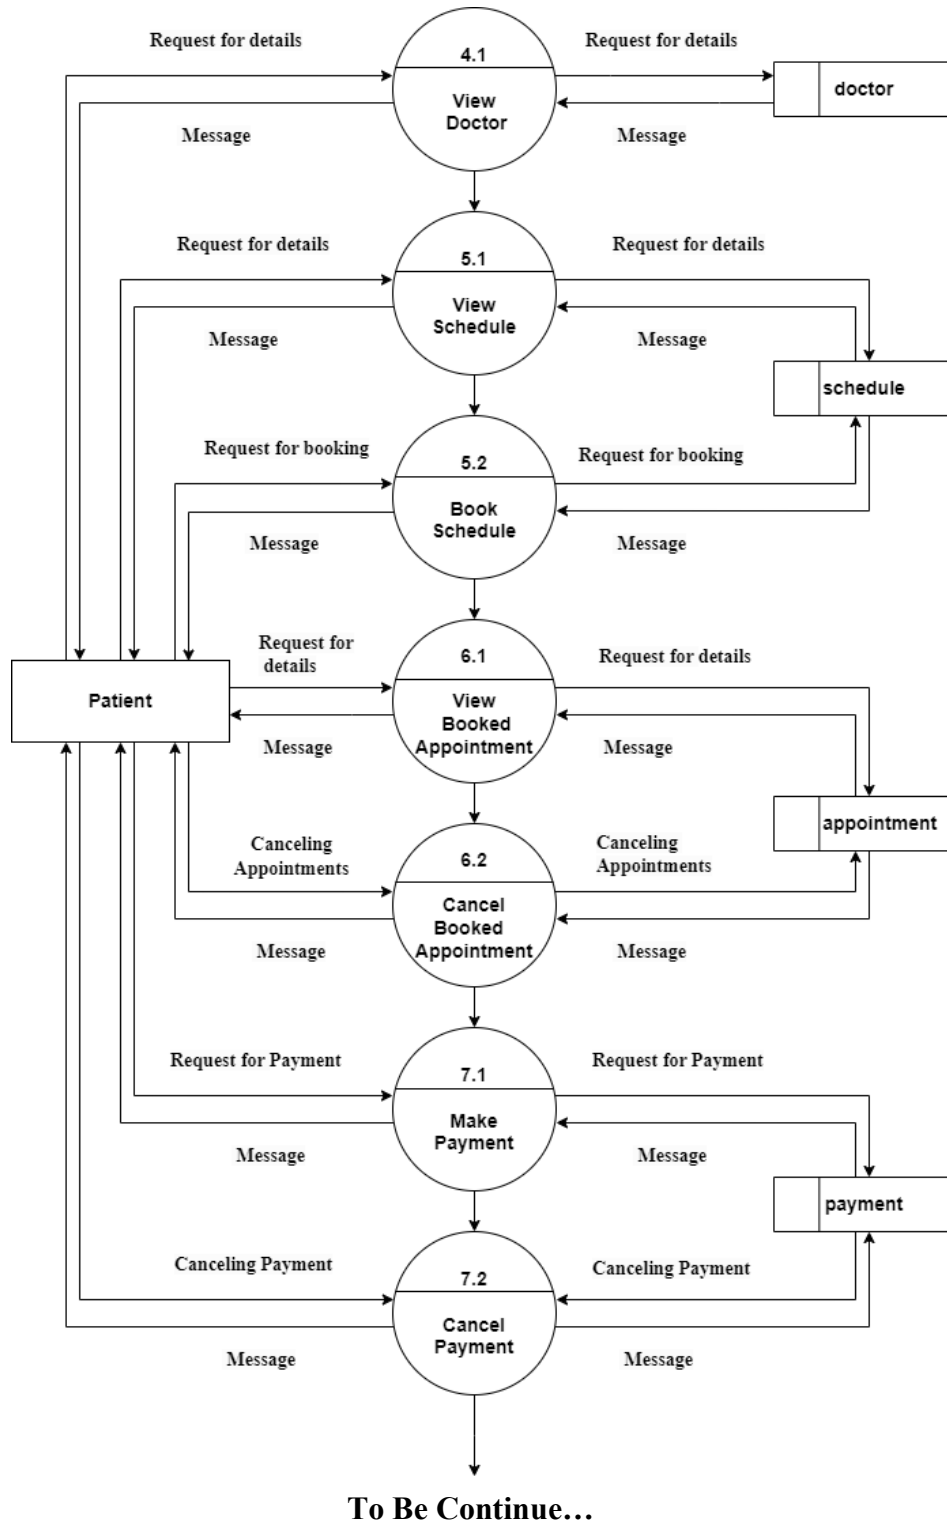 Request for details
4.1
Request for details
View
Doctor
doctor
Message
Message
Request for details
5.1
Request for details
View
Schedule
Message
Message
schedule
Request for booking
5.2
Request for booking
Book
Schedule
Message
Message
Request for
details
6.1
Request for details
Patient
View
Booked
Appointment
Message
Message
appointment
Canceling
Appointments
6.2
Canceling
Appointments
Cancel
Booked
Appointment
Message
Message
Request for Payment
7.1
Request for Payment
Make
Payment
Message
Message
payment
Canceling Payment
7.2
Canceling Payment
Cancel
Payment
Message
Message
To Be Continue…